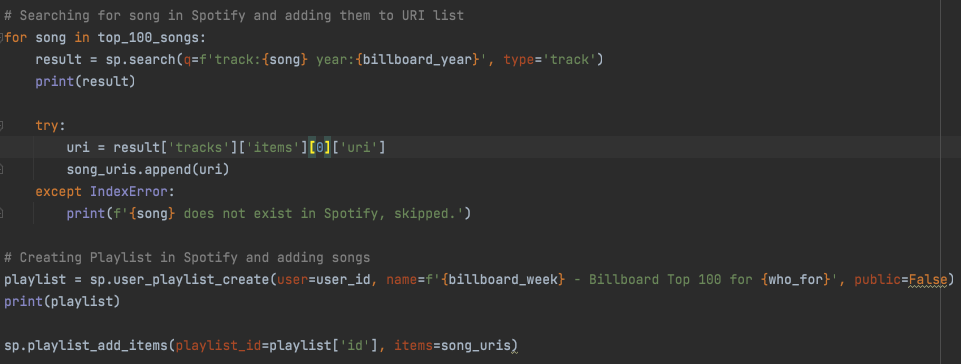 # Searching for song in Spotify and adding them to URI list
for song in top_100_songs:
    result = sp.search(q=f'track:{song} year:{billboard_year}', type='track')
    print(result)

    try:
        uri = result['tracks']['items'][0]['uri']
        song_uris.append(uri)
    except IndexError:
        print(f'{song} does not exist in Spotify, skipped.')

# Creating Playlist in Spotify and adding songs
playlist = sp.user_playlist_create(user=user_id, name=f'{billboard_week} - Billboard Top 100 for {who_for}', public=False)
print(playlist)

sp.playlist_add_items(playlist_id=playlist['id'], items=song_uris)